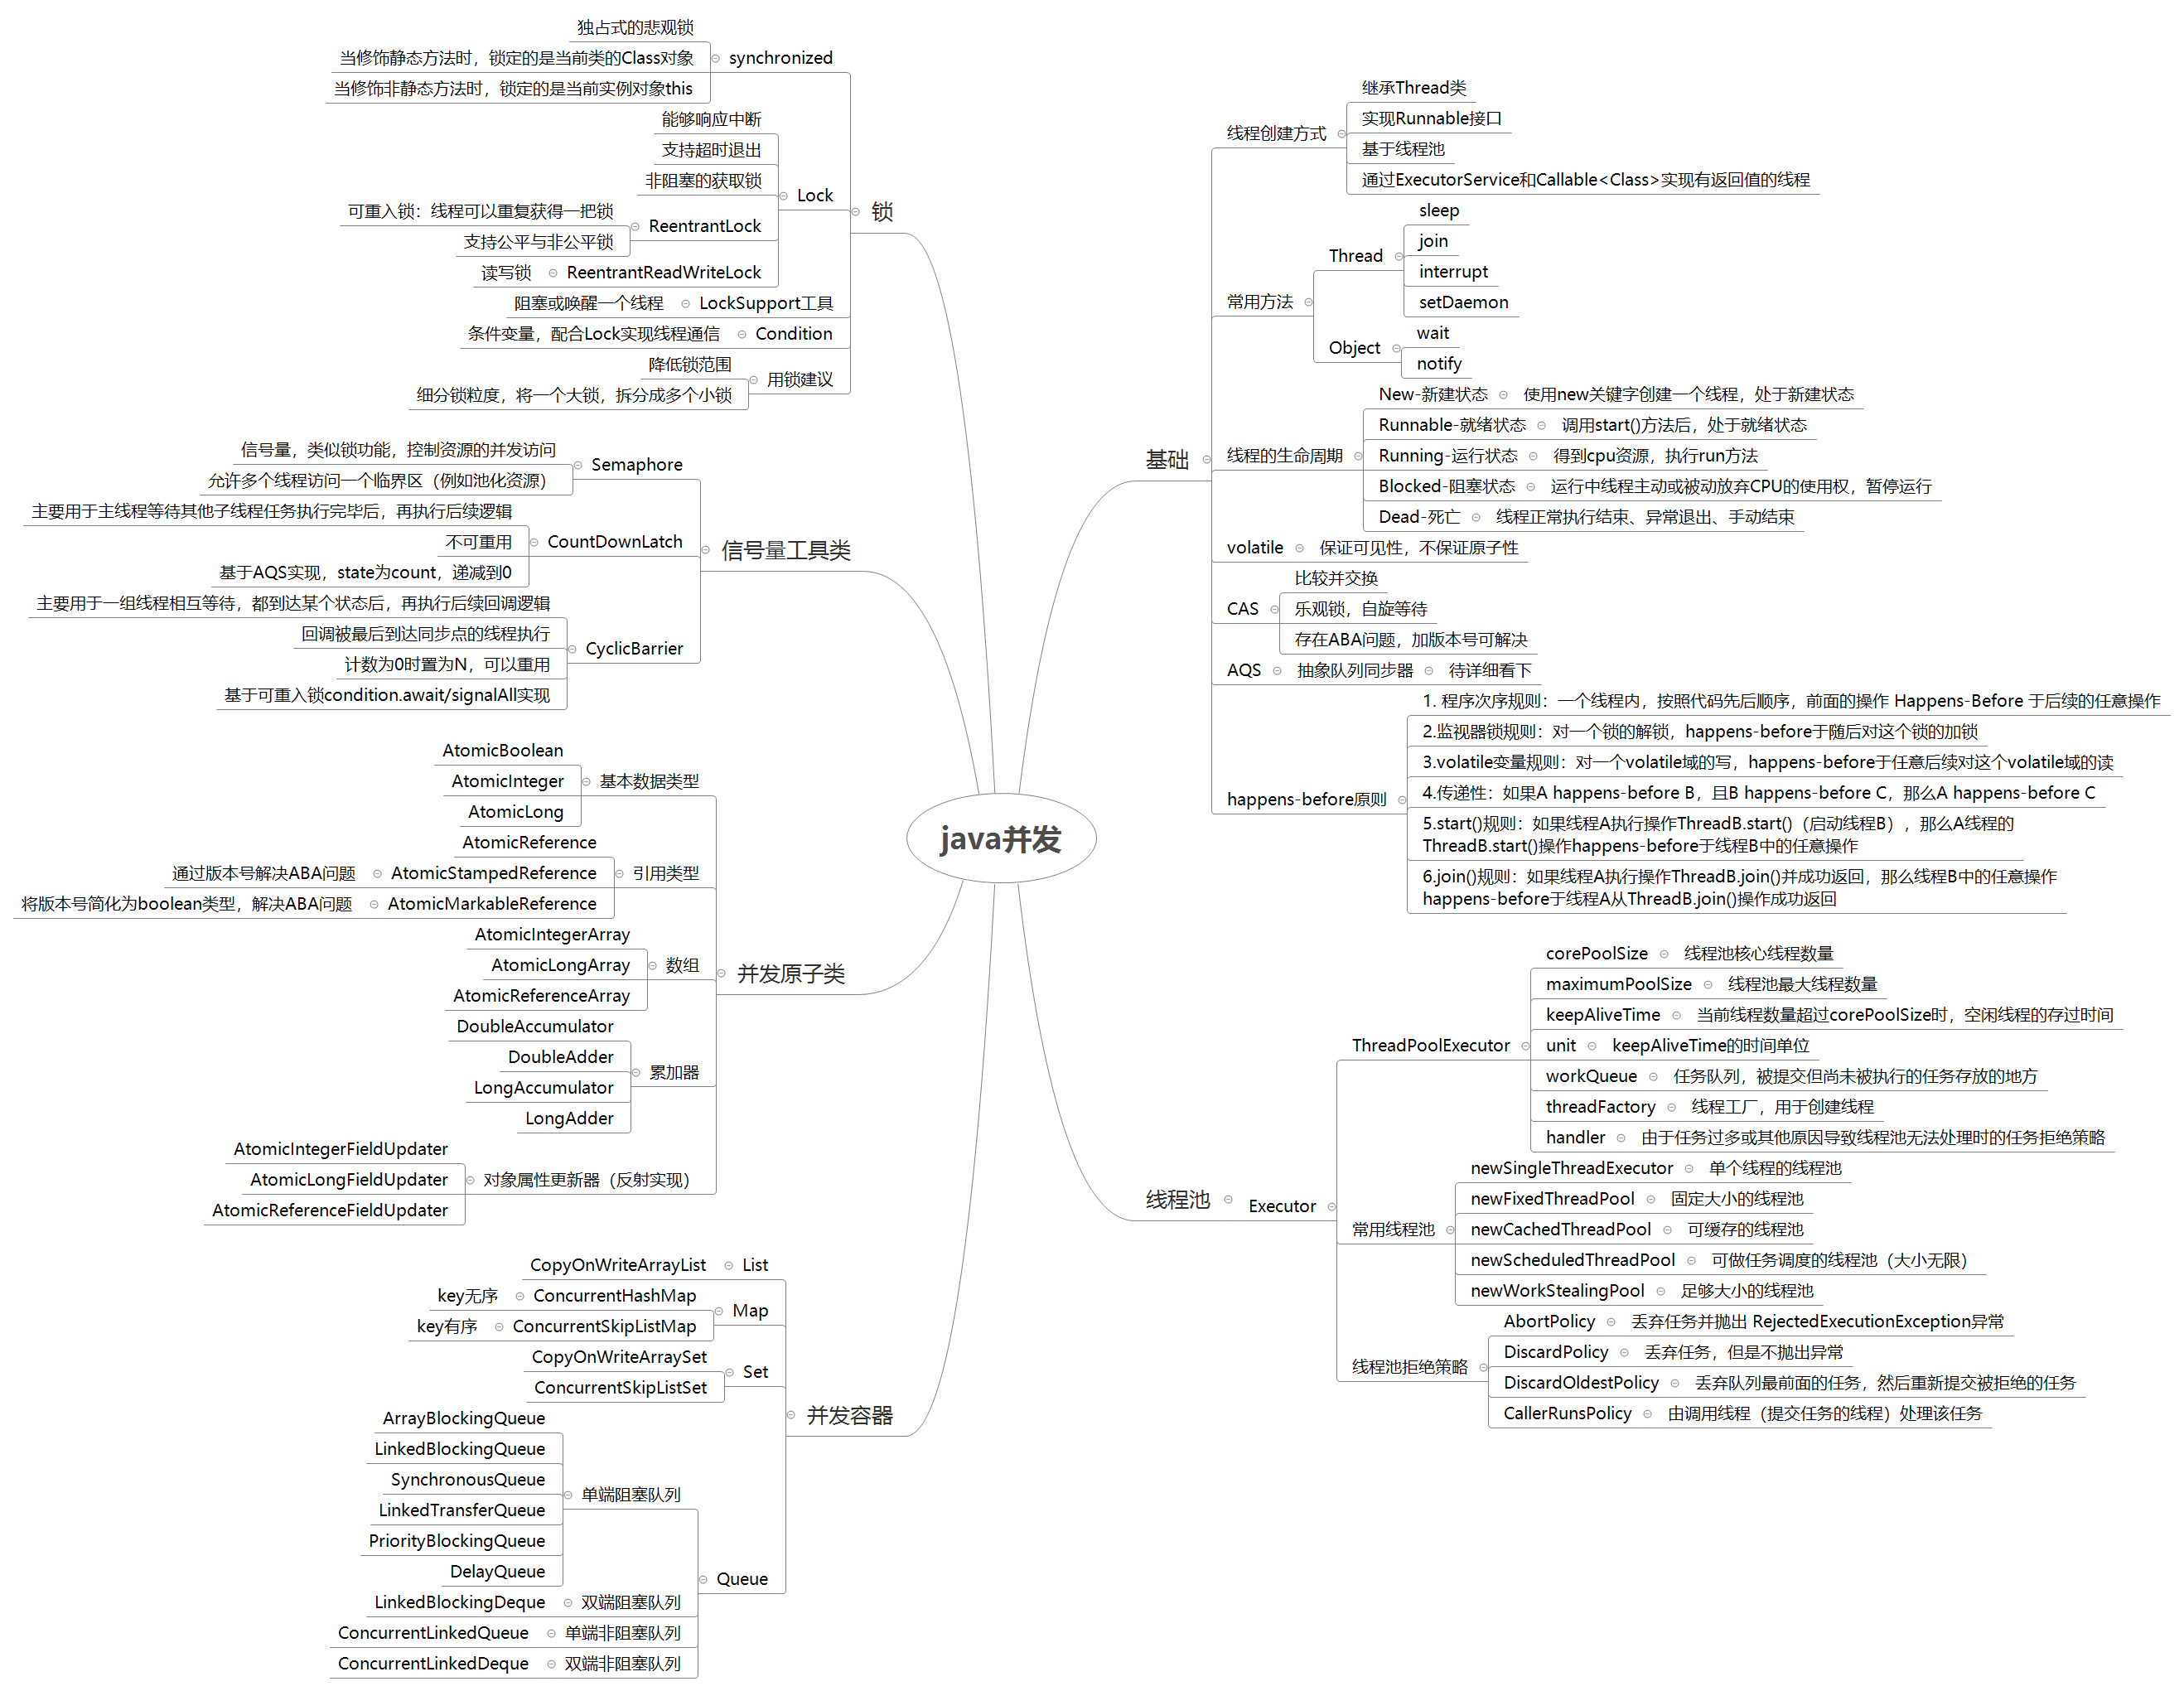 java并发
基础
线程创建方式
继承Thread类
实现Runnable接口
基于线程池
通过ExecutorService和Callable<Class>实现有返回值的线程
常用方法
Thread
sleep
join
interrupt
setDaemon
Object
wait
notify
线程的生命周期
New-新建状态
使用new关键字创建一个线程，处于新建状态
Runnable-就绪状态
调用start()方法后，处于就绪状态
Running-运行状态
得到cpu资源，执行run方法
Blocked-阻塞状态
运行中线程主动或被动放弃CPU的使用权，暂停运行
Dead-死亡
线程正常执行结束、异常退出、手动结束
volatile
保证可见性，不保证原子性
CAS
比较并交换
乐观锁，自旋等待
存在ABA问题，加版本号可解决
AQS
抽象队列同步器
待详细看下
happens-before原则
1. 程序次序规则：一个线程内，按照代码先后顺序，前面的操作 Happens-Before 于后续的任意操作
2.监视器锁规则：对一个锁的解锁，happens-before于随后对这个锁的加锁
3.volatile变量规则：对一个volatile域的写，happens-before于任意后续对这个volatile域的读
4.传递性：如果A happens-before B，且B happens-before C，那么A happens-before C
5.start()规则：如果线程A执行操作ThreadB.start()（启动线程B），那么A线程的
ThreadB.start()操作happens-before于线程B中的任意操作
6.join()规则：如果线程A执行操作ThreadB.join()并成功返回，那么线程B中的任意操作
happens-before于线程A从ThreadB.join()操作成功返回
线程池
Executor
ThreadPoolExecutor
corePoolSize
线程池核心线程数量
maximumPoolSize
线程池最大线程数量
keepAliveTime
当前线程数量超过corePoolSize时，空闲线程的存过时间
unit
keepAliveTime的时间单位
workQueue
任务队列，被提交但尚未被执行的任务存放的地方
threadFactory
线程工厂，用于创建线程
handler
由于任务过多或其他原因导致线程池无法处理时的任务拒绝策略
常用线程池
newSingleThreadExecutor
单个线程的线程池
newFixedThreadPool
固定大小的线程池
newCachedThreadPool
可缓存的线程池
newScheduledThreadPool
可做任务调度的线程池（大小无限）
newWorkStealingPool
足够大小的线程池
线程池拒绝策略
AbortPolicy
丢弃任务并抛出 RejectedExecutionException异常
DiscardPolicy
丢弃任务，但是不抛出异常
DiscardOldestPolicy
丢弃队列最前面的任务，然后重新提交被拒绝的任务
CallerRunsPolicy
由调用线程（提交任务的线程）处理该任务
锁
synchronized
独占式的悲观锁
当修饰静态方法时，锁定的是当前类的Class对象
当修饰非静态方法时，锁定的是当前实例对象this
Lock
能够响应中断
支持超时退出
非阻塞的获取锁
ReentrantLock
可重入锁：线程可以重复获得一把锁
支持公平与非公平锁
ReentrantReadWriteLock
读写锁
LockSupport工具
阻塞或唤醒一个线程
Condition
条件变量，配合Lock实现线程通信
用锁建议
降低锁范围
细分锁粒度，将一个大锁，拆分成多个小锁
信号量工具类
Semaphore
信号量，类似锁功能，控制资源的并发访问
允许多个线程访问一个临界区（例如池化资源）
CountDownLatch
主要用于主线程等待其他子线程任务执行完毕后，再执行后续逻辑
不可重用
基于AQS实现，state为count，递减到0
CyclicBarrier
主要用于一组线程相互等待，都到达某个状态后，再执行后续回调逻辑
回调被最后到达同步点的线程执行
计数为0时置为N，可以重用
基于可重入锁condition.await/signalAll实现
并发原子类
基本数据类型
AtomicBoolean
AtomicInteger
AtomicLong
引用类型
AtomicReference
AtomicStampedReference
通过版本号解决ABA问题
AtomicMarkableReference
将版本号简化为boolean类型，解决ABA问题
数组
AtomicIntegerArray
AtomicLongArray
AtomicReferenceArray
累加器
DoubleAccumulator
DoubleAdder
LongAccumulator
LongAdder
对象属性更新器（反射实现）
AtomicIntegerFieldUpdater
AtomicLongFieldUpdater
AtomicReferenceFieldUpdater
并发容器
List
CopyOnWriteArrayList
Map
ConcurrentHashMap
key无序
ConcurrentSkipListMap
key有序
Set
CopyOnWriteArraySet
ConcurrentSkipListSet
Queue
单端阻塞队列
ArrayBlockingQueue
LinkedBlockingQueue
SynchronousQueue
LinkedTransferQueue
PriorityBlockingQueue
DelayQueue
双端阻塞队列
LinkedBlockingDeque
单端非阻塞队列
ConcurrentLinkedQueue
双端非阻塞队列
ConcurrentLinkedDeque